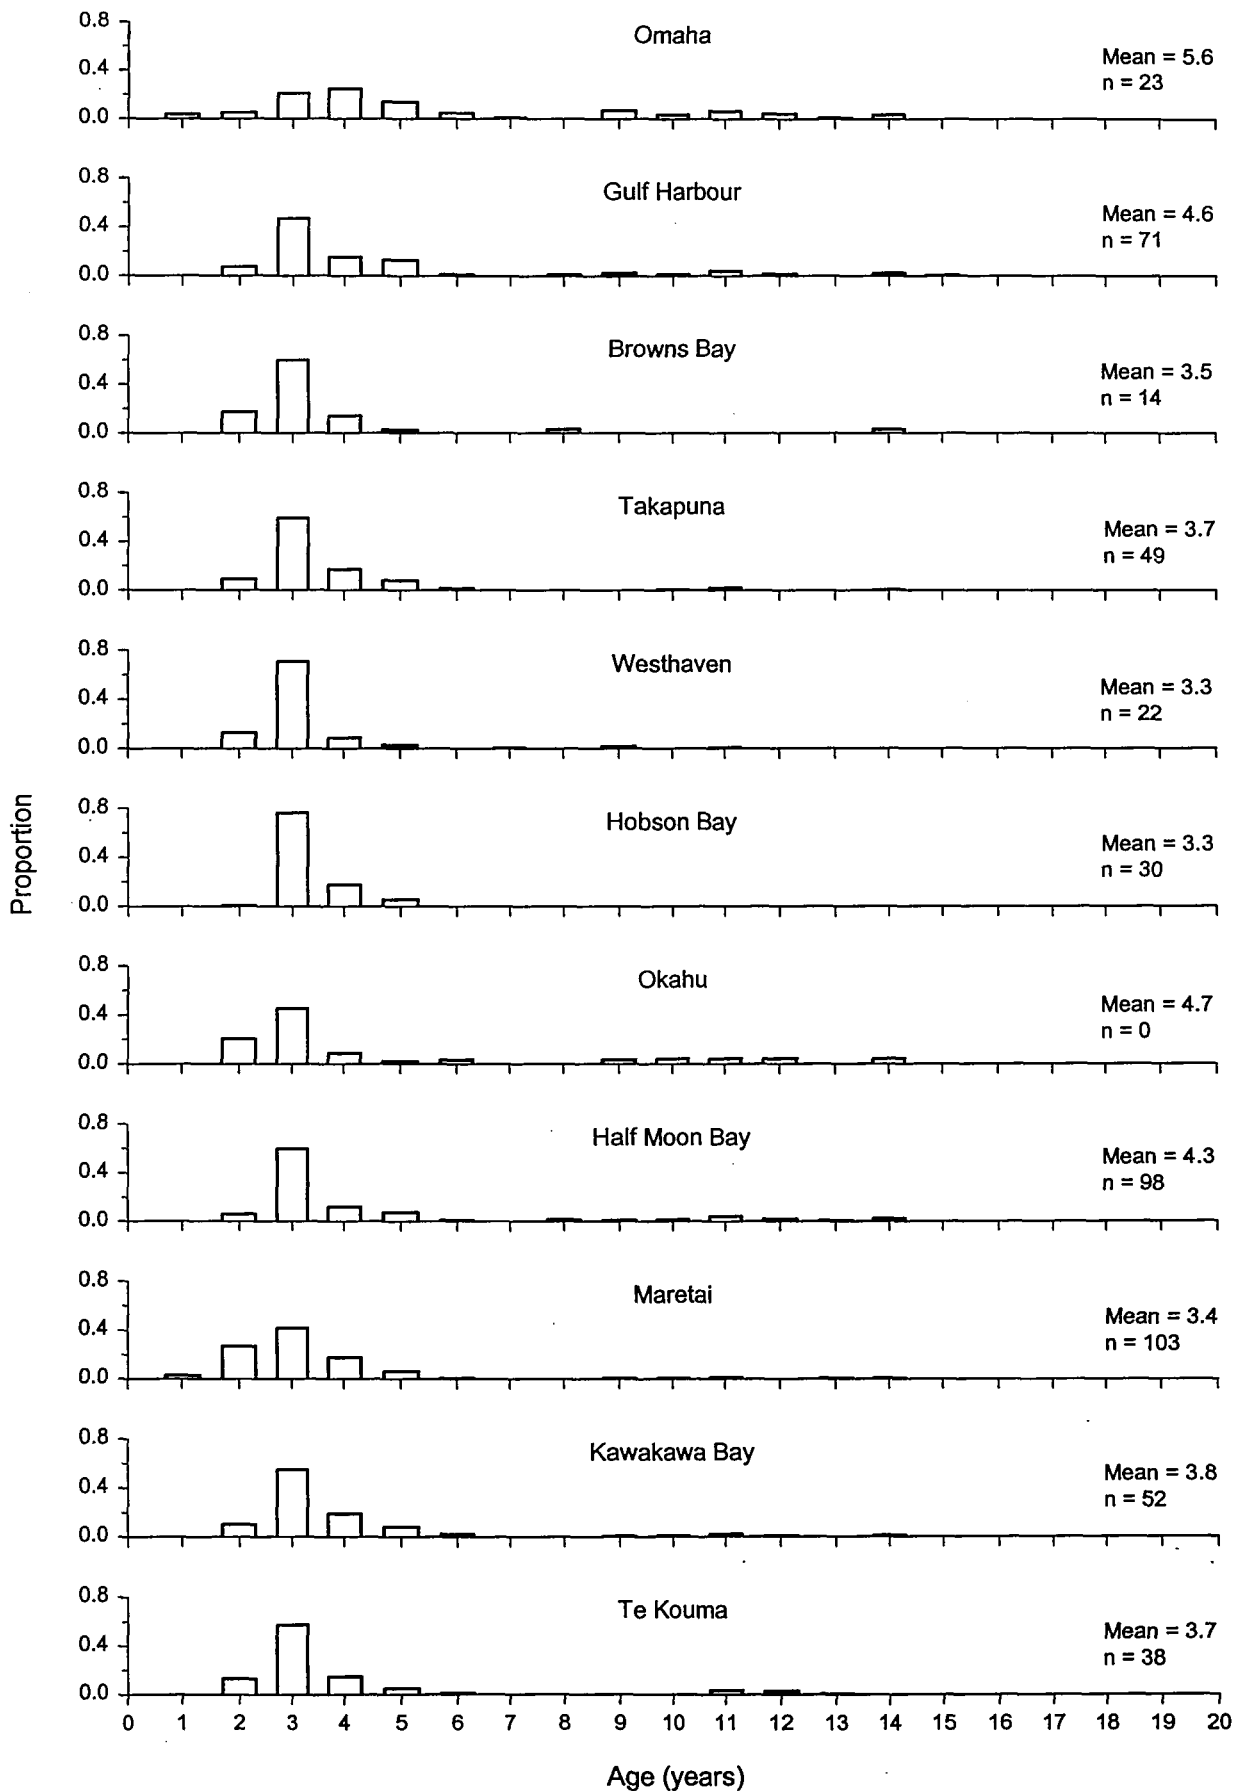 0.8
0.4
0.0
Omaha
Mean = 5.6
n = 23
0.8
0.4
0.0
Gulf Harbour
Mean = 4.6
n = 71
0.8
0.4
0.0
Browns Bay
Mean = 3.5
n = 14
0.8
0.4
0.0
Takapuna
Mean = 3.7
n = 49
0.8
0.4
0.0
Westhaven
Mean = 3.3
n = 22
Proportion
0.8
0.4
0.0
Hobson Bay
Mean = 3.3
n = 30
0.8
0.4
0.0
Okahu
Mean = 4.7
n = 0
0.8
0.4
0.0
Half Moon Bay
Mean = 4.3
n = 98
0.8
0.4
0.0
Maretai
Mean = 3.4
n = 103
0.8
0.4
0.0
Kawakawa Bay
Mean = 3.8
n = 52
0.8
0.4
0.0
Te Kouma
Mean = 3.7
n = 38
0 1 2 3 4 5 6 7 8 9 10 11 12 13 14 15 16 17 18 19 20
Age (years)